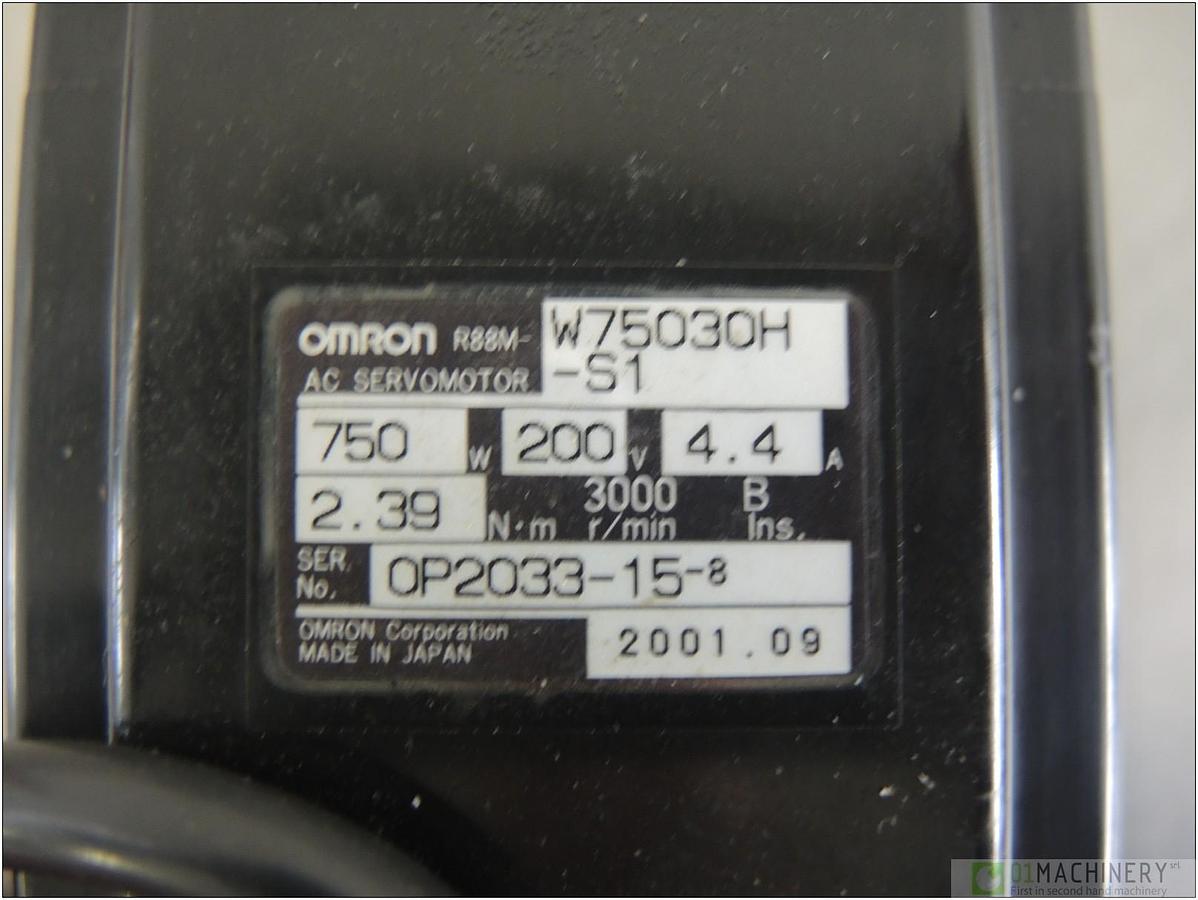 OMRON R88M- W75030H
AC SERVOMOTOR -S1
750 W 200 V 4.4 A
2.39 N·m 3000 r/min B Ins.
SER. No. OP2033-15-8
OMRON Corporation
MADE IN JAPAN 2001.09
01MACHINERY srl
First in second hand machinery